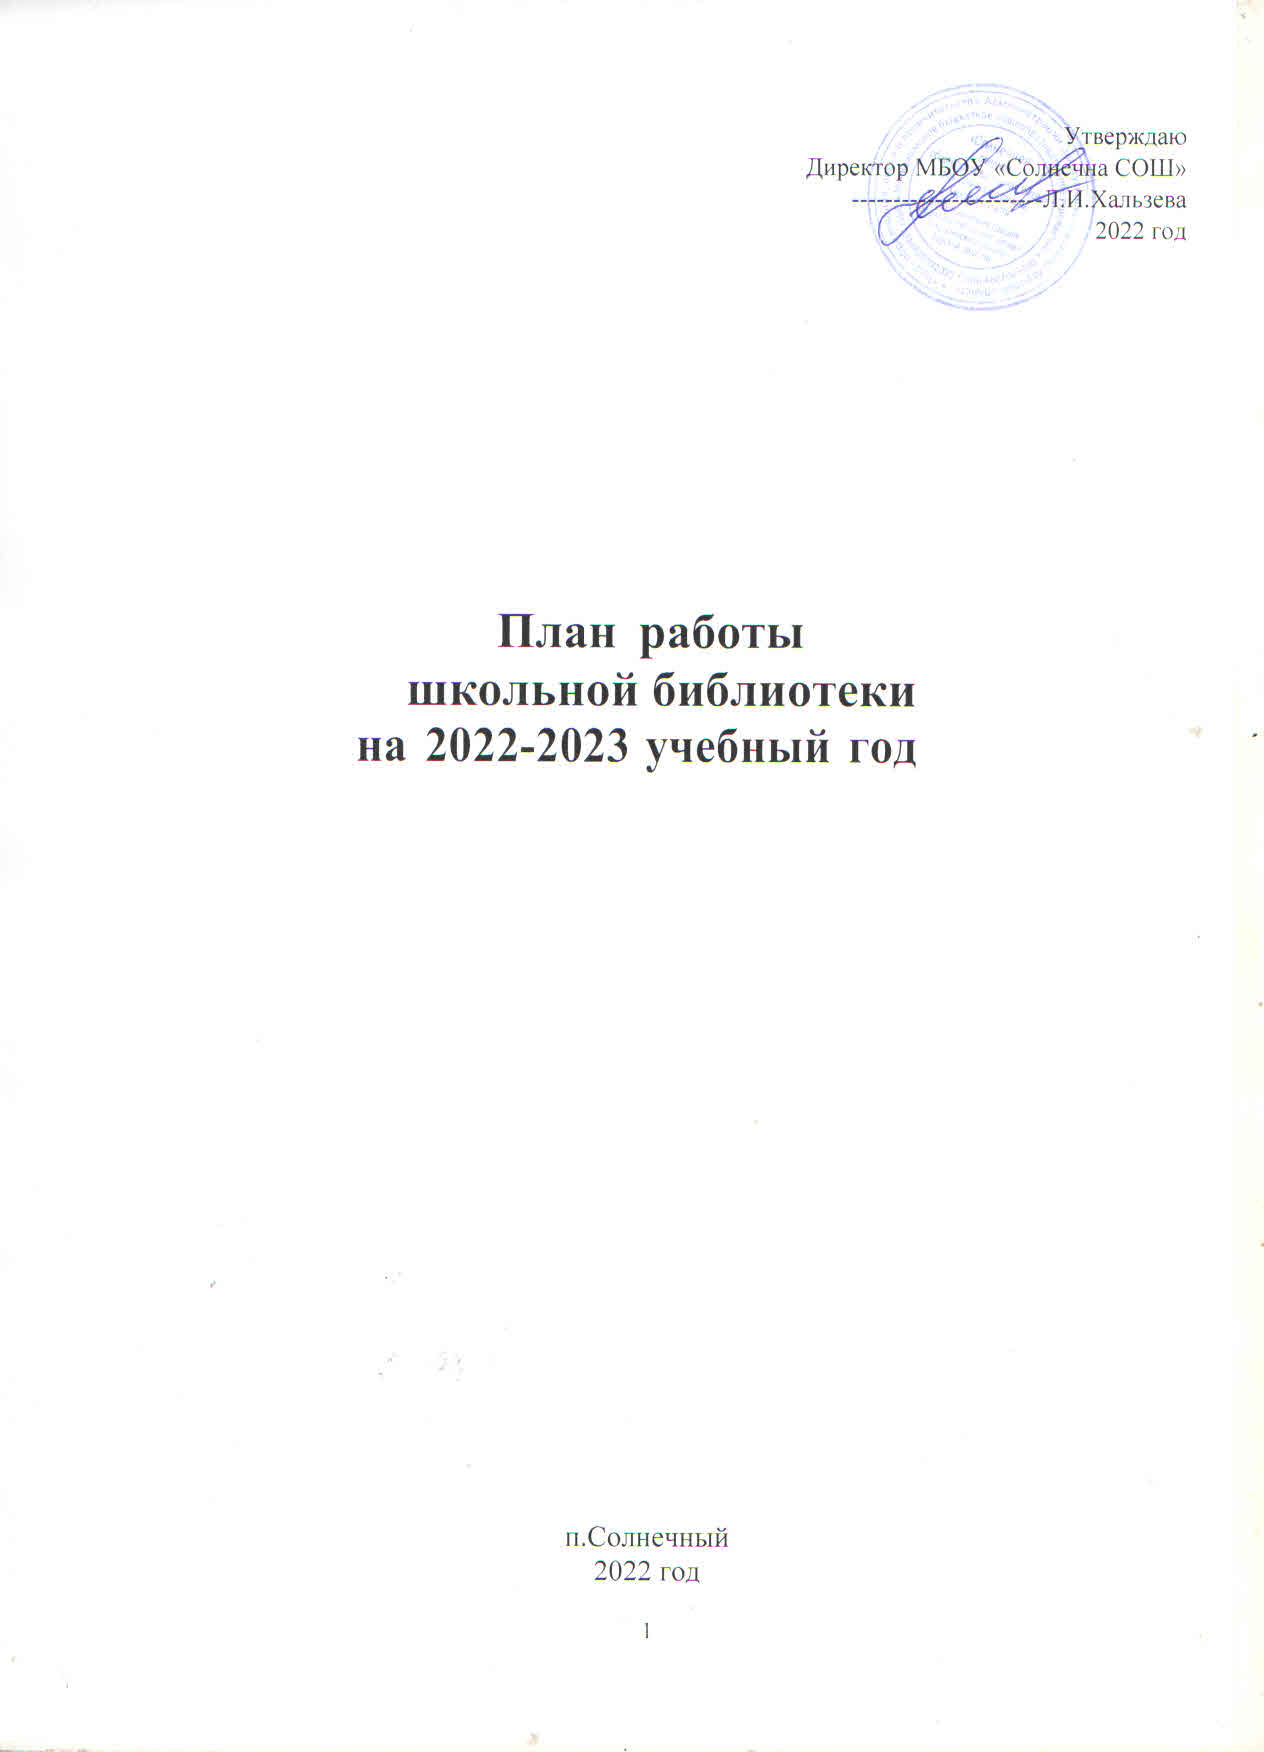 Утверждаю
Директор МБОУ «Солнечна СОШ»
-----------------------Л.И.Хальзева
2022 год
План работы
школьной библиотеки
на 2022-2023 учебный год
п.Солнечный
2022 год
1